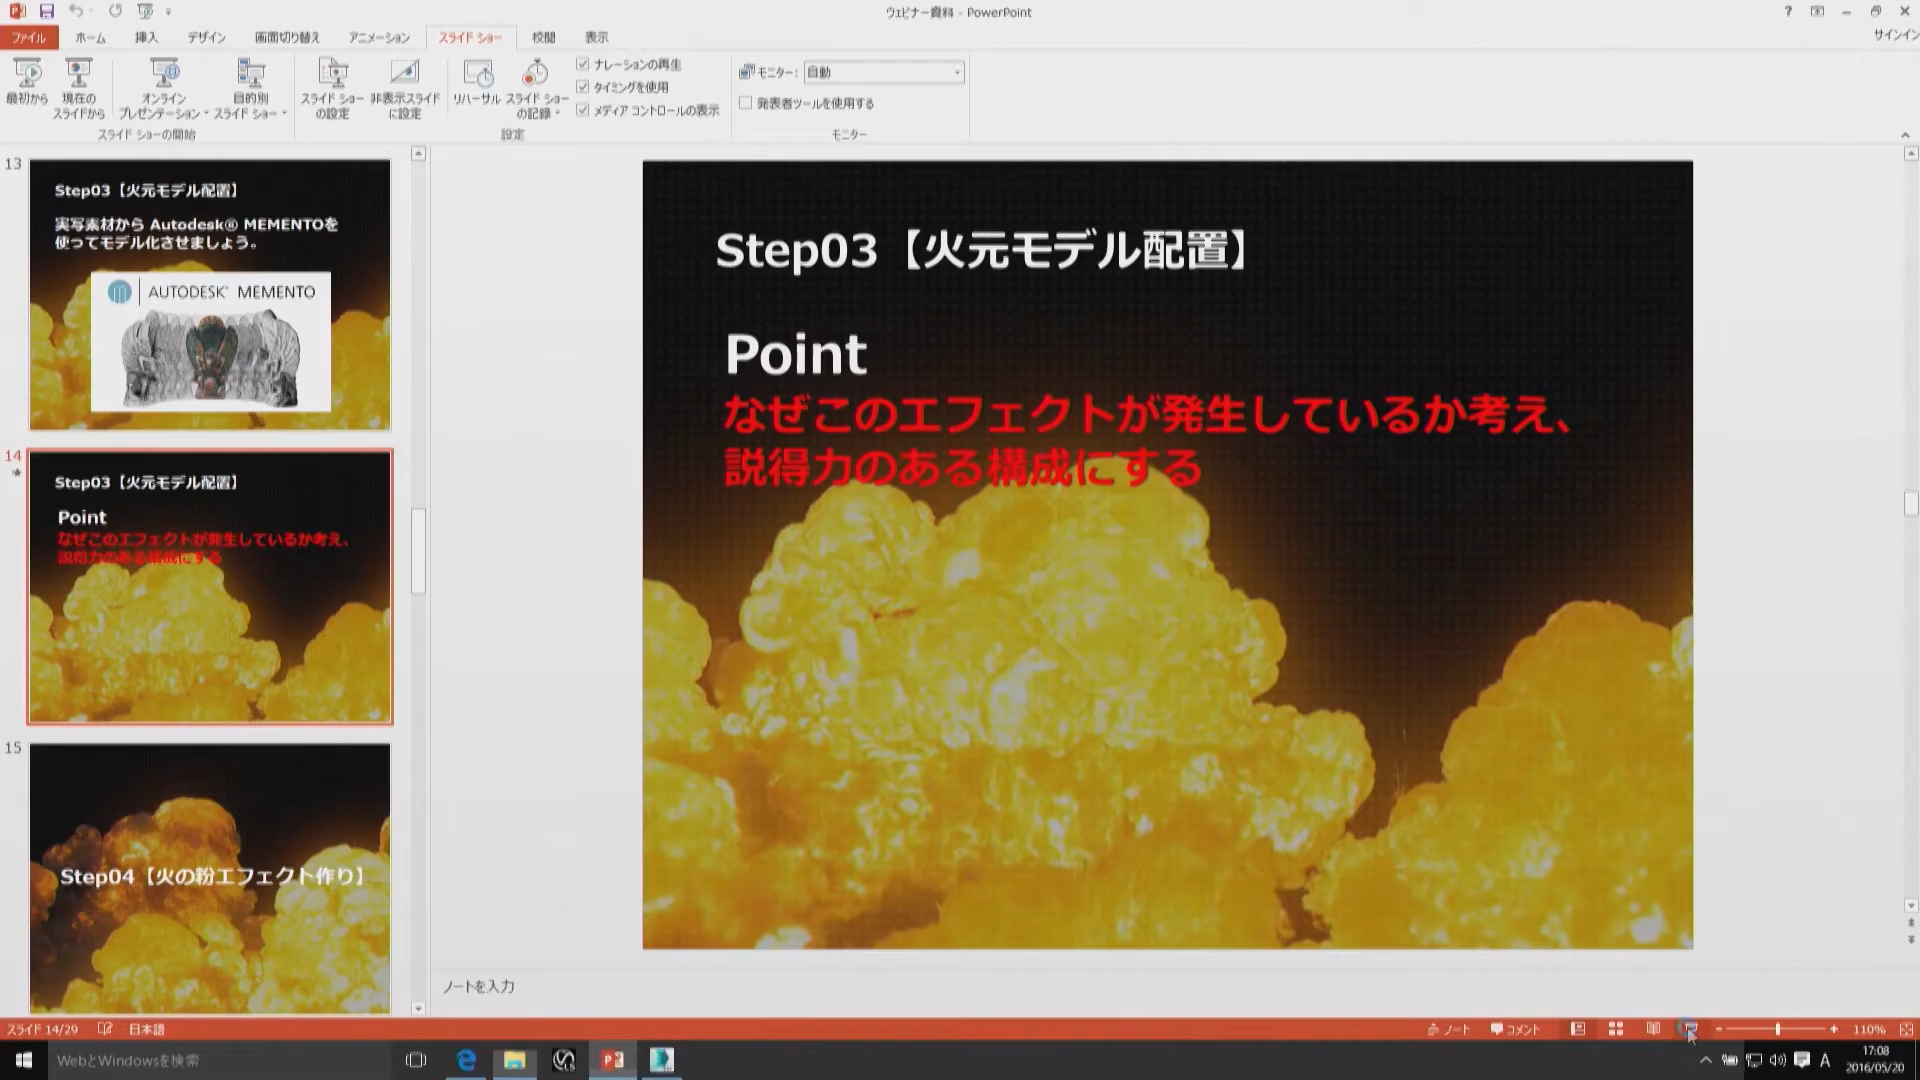 ウェビナー資料 - PowerPoint
サインイン
ファイル
ホーム
挿入
デザイン
画面切り替え
アニメーション
スライド ショー
校閲
表示
最初から
現在の
スライドから
オンライン
プレゼンテーション
目的別
スライド ショー
スライド ショー
の設定
非表示スライド
に設定
リハーサル
スライド ショー
の記録
ナレーションの再生
タイミングを使用
メディア コントロールの表示
モニター:
自動
発表者ツールを使用する
スライド ショーの開始
設定
モニター
13
Step03【火元モデル配置】
実写素材から Autodesk® MEMENTOを
使ってモデル化させましょう。
AUTODESK® MEMENTO
14
Step03【火元モデル配置】
Point
なぜこのエフェクトが発生しているか考え、
説得力のある構成にする
15
Step04【火の粉エフェクト作り】
Step03【火元モデル配置】
Point
なぜこのエフェクトが発生しているか考え、
説得力のある構成にする
ノートを入力
スライド 14/29
日本語
ノート
コメント
110%
WebとWindowsを検索
A
17:08
2016/05/20